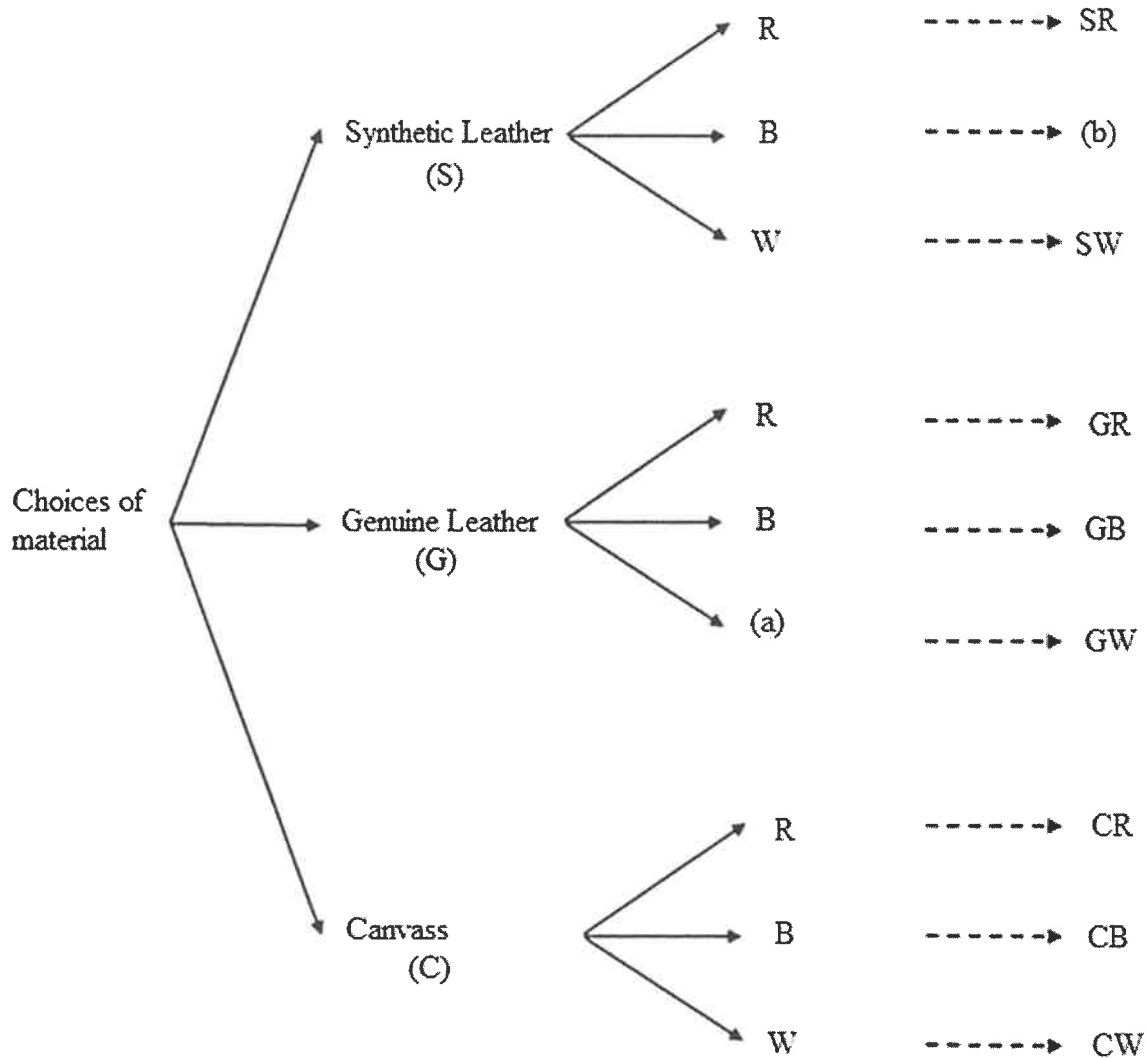 R
SR
Synthetic Leather
(S)
B
(b)
W
SW
Choices of
material
R
GR
Genuine Leather
(G)
B
GB
(a)
GW
R
CR
Canvass
(C)
B
CB
W
CW